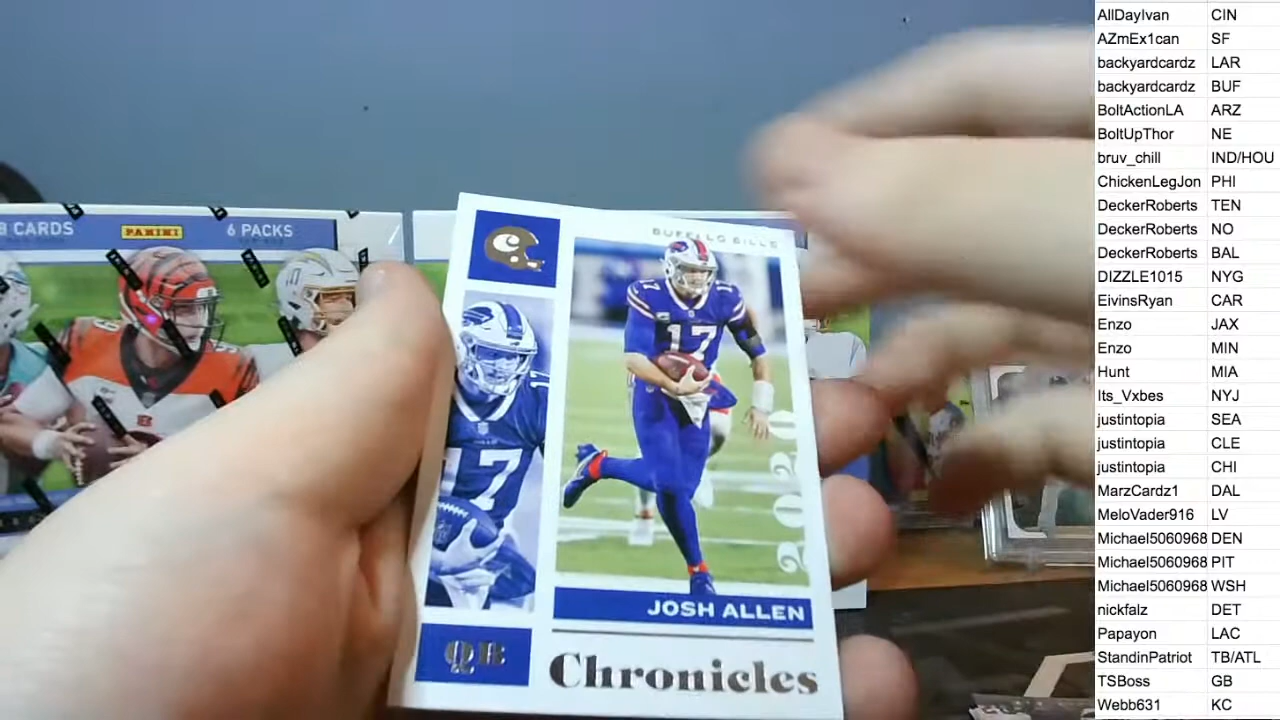 8 CARDS
PANINI
6 PACKS
BUFFALO BILLS
17
17
2020
JOSH ALLEN
QB
Chronicles
AllDayIvan CIN
AZmEx1can SF
backyardcardz LAR
backyardcardz BUF
BoltActionLA ARZ
BoltUpThor NE
bruv_chill IND/HOU
ChickenLegJon PHI
DeckerRoberts TEN
DeckerRoberts NO
DeckerRoberts BAL
DIZZLE1015 NYG
EivinsRyan CAR
Enzo JAX
Enzo MIN
Hunt MIA
Its_Vxbes NYJ
justintopia SEA
justintopia CLE
justintopia CHI
MarzCardz1 DAL
MeloVader916 LV
Michael5060968 DEN
Michael5060968 PIT
Michael5060968 WSH
nickfalz DET
Papayon LAC
StandinPatriot TB/ATL
TSBoss GB
Webb631 KC